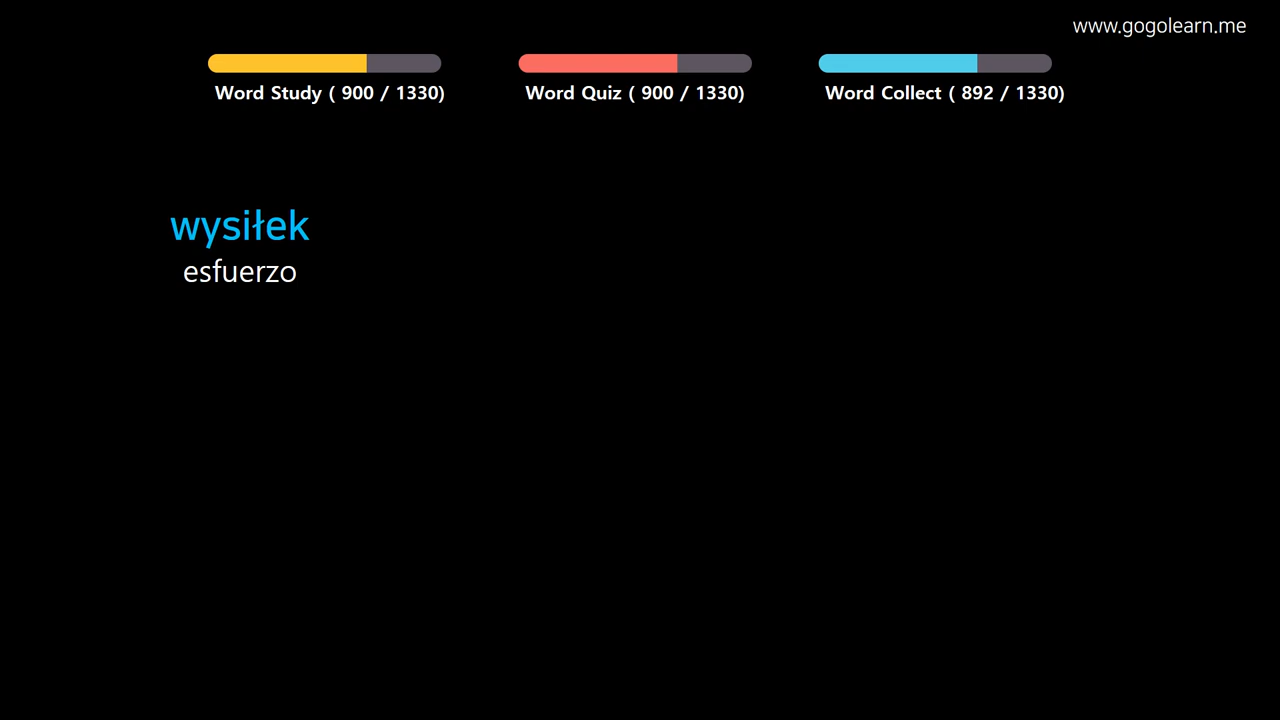 www.gogolearn.me
Word Study ( 900 / 1330)
Word Quiz ( 900 / 1330)
Word Collect ( 892 / 1330)
wysiłek
esfuerzo